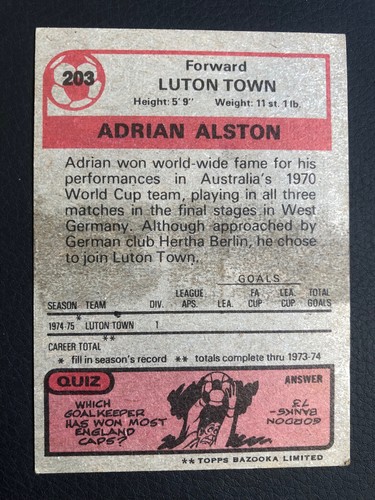 203
Forward
LUTON TOWN
Height: 5'9" Weight: 11 st. 1 lb.
ADRIAN ALSTON
Adrian won world-wide fame for his
performances in Australia's 1970
World Cup team, playing in all three
matches in the final stages in West
Germany. Although approached by
German club Hertha Berlin, he chose
to join Luton Town.
GOALS
SEASON TEAM DIV. LEAGUE APS. LEA. FA CUP LEA. CUP TOTAL GOALS
1974-75 LUTON TOWN 1
CAREER TOTAL **
* fill in season's record ** totals complete thru 1973-74
QUIZ
WHICH
GOALKEEPER
HAS WON MOST
ENGLAND
CAPS?
ANSWER
GORDON
BANKS-
73
** TOPPS BAZOOKA LIMITED